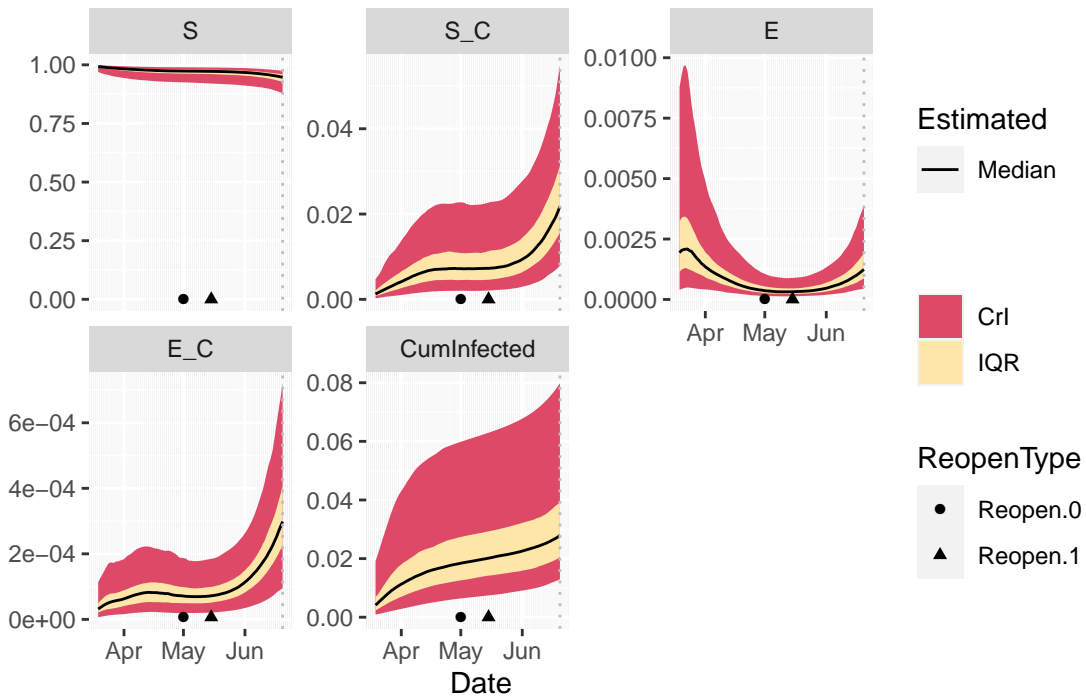 S
S_C
E
1.00
0.75
0.50
0.25
0.00
0.04
0.02
0.00
0.0100
0.0075
0.0050
0.0025
0.0000
Apr May Jun
E_C
CumInfected
6e−04
4e−04
2e−04
0e+00
Apr May Jun
0.08
0.06
0.04
0.02
0.00
Apr May Jun
Date
Estimated
Median
CrI
IQR
ReopenType
Reopen.0
Reopen.1